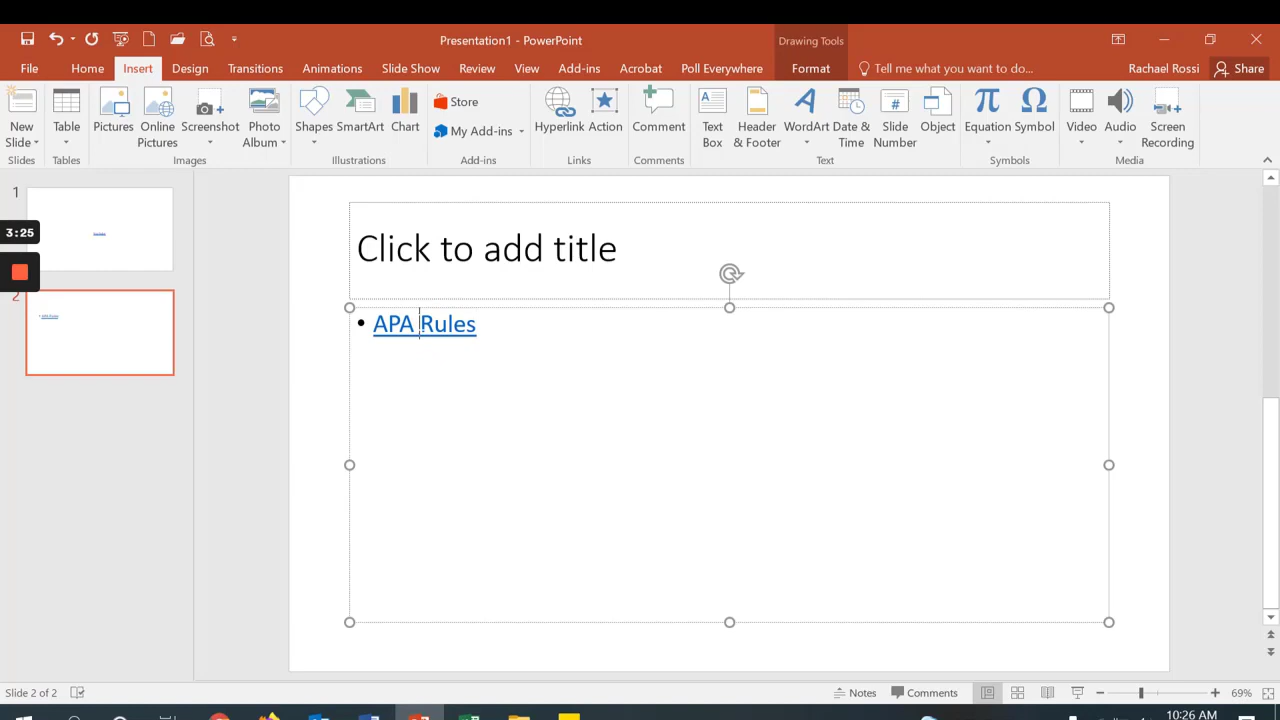 Presentation1 - PowerPoint
Drawing Tools
File Home Insert Design Transitions Animations Slide Show Review View Add-ins Acrobat Poll Everywhere Format Tell me what you want to do... Rachael Rossi Share
New Slide
Table
Pictures
Online Pictures
Screenshot
Photo Album
Shapes
SmartArt
Chart
Store
My Add-ins
Hyperlink
Action
Comment
Text Box
Header & Footer
WordArt
Date & Time
Slide Number
Object
Equation
Symbol
Video
Audio
Screen Recording
Slides Tables Images Illustrations Add-ins Links Comments Text Symbols Media
1
3:25
2
Click to add title
• APA Rules
Slide 2 of 2
Notes
Comments
69%
10:26 AM